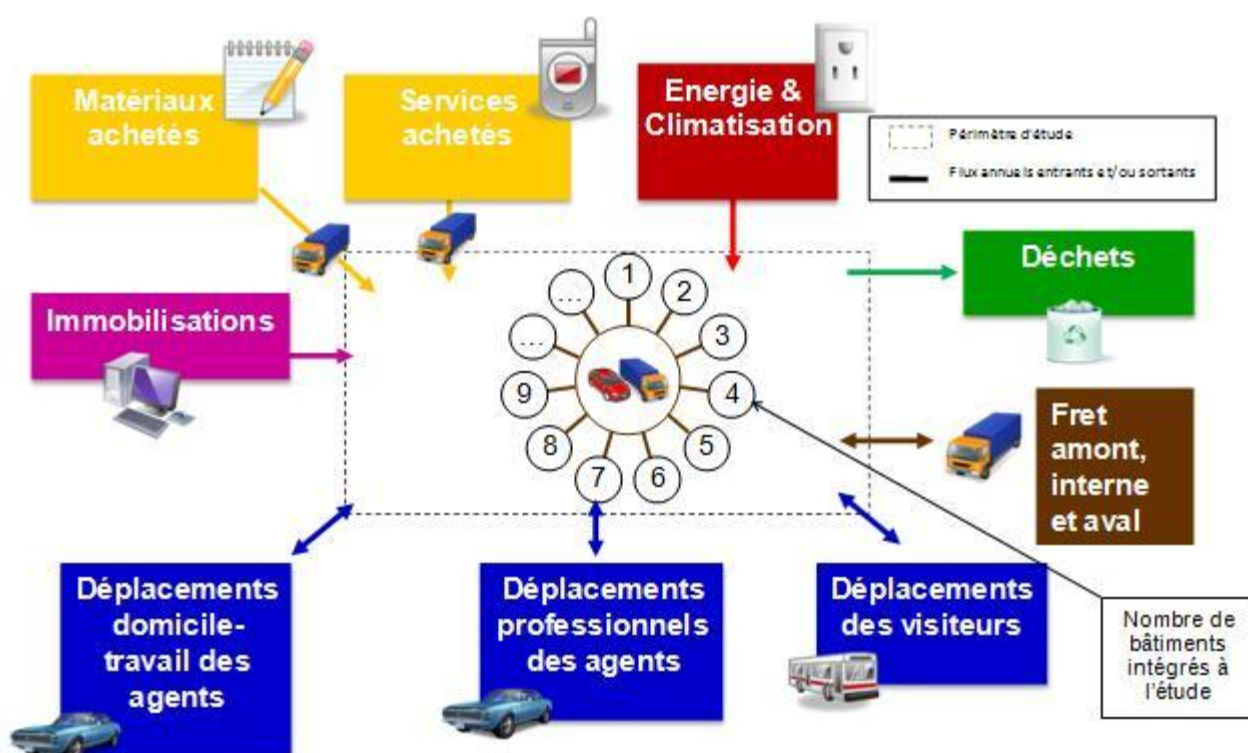 Matériaux
achetés
Services
achetés
Energie &
Climatisation
Périmètre d'étude
Flux annuels entrants et/ou sortants
Déchets
Immobilisations
1
2
3
4
5
6
7
8
9
...
...
Fret
amont,
interne
et aval
Déplacements
domicile-
travail des
agents
Déplacements
professionnels
des agents
Déplacements
des visiteurs
Nombre de
bâtiments
intégrés à
l'étude